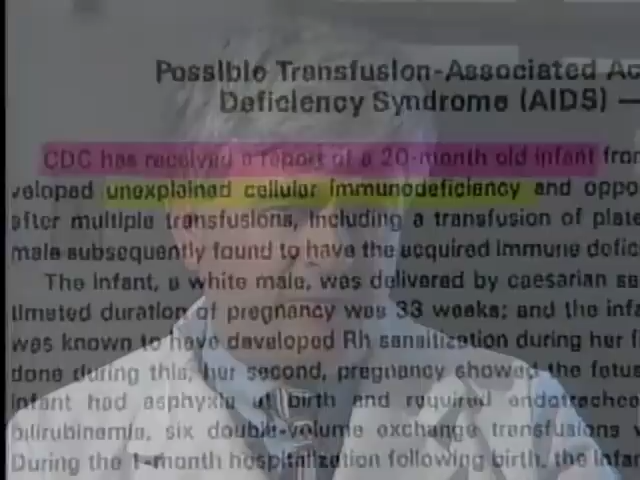 Possible Transfusion-Associated Ac
Deficiency Syndrome (AIDS) —
CDC has received a report of a 20-month old infant from
veloped unexplained cellular immunodeficiency and oppo
after multiple transfusions, including a transfusion of plate
male subsequently found to have the acquired immune defic
The infant, a white male, was delivered by caesarian se
timated duration of pregnancy was 33 weeks; and the infa
was known to have developed Rh sensitization during her fi
done during this, her second, pregnancy showed the fetus
infant had asphyxia at birth and required endotracheo
bilirubinemia, six double-volume exchange transfusions w
During the 1-month hospitalization following birth, the infan